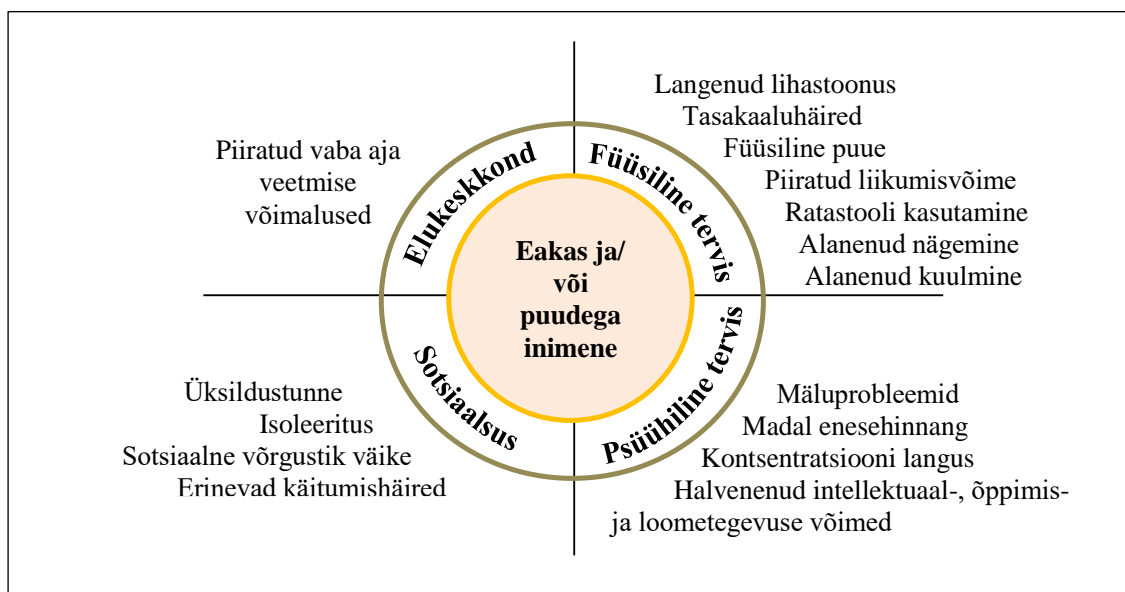 Elukeskkond
Piiratud vaba aja
veetmise
võimalused
Füüsiline tervis
Langenud lihastoonus
Tasakaaluhäired
Füüsiline puue
Piiratud liikumisvõime
Ratastooli kasutamine
Alanenud nägemine
Alanenud kuulmine
Eakas ja/
või
puudega
inimene
Sotsiaalsus
Üksildustunne
Isoleeritus
Sotsiaalne võrgustik väike
Erinevad käitumishäired
Psüühiline tervis
Mäluprobleemid
Madal enesehinnang
Kontsentratsiooni langus
Halvenenud intellektuaal-, õppimis-
ja loometegevuse võimed